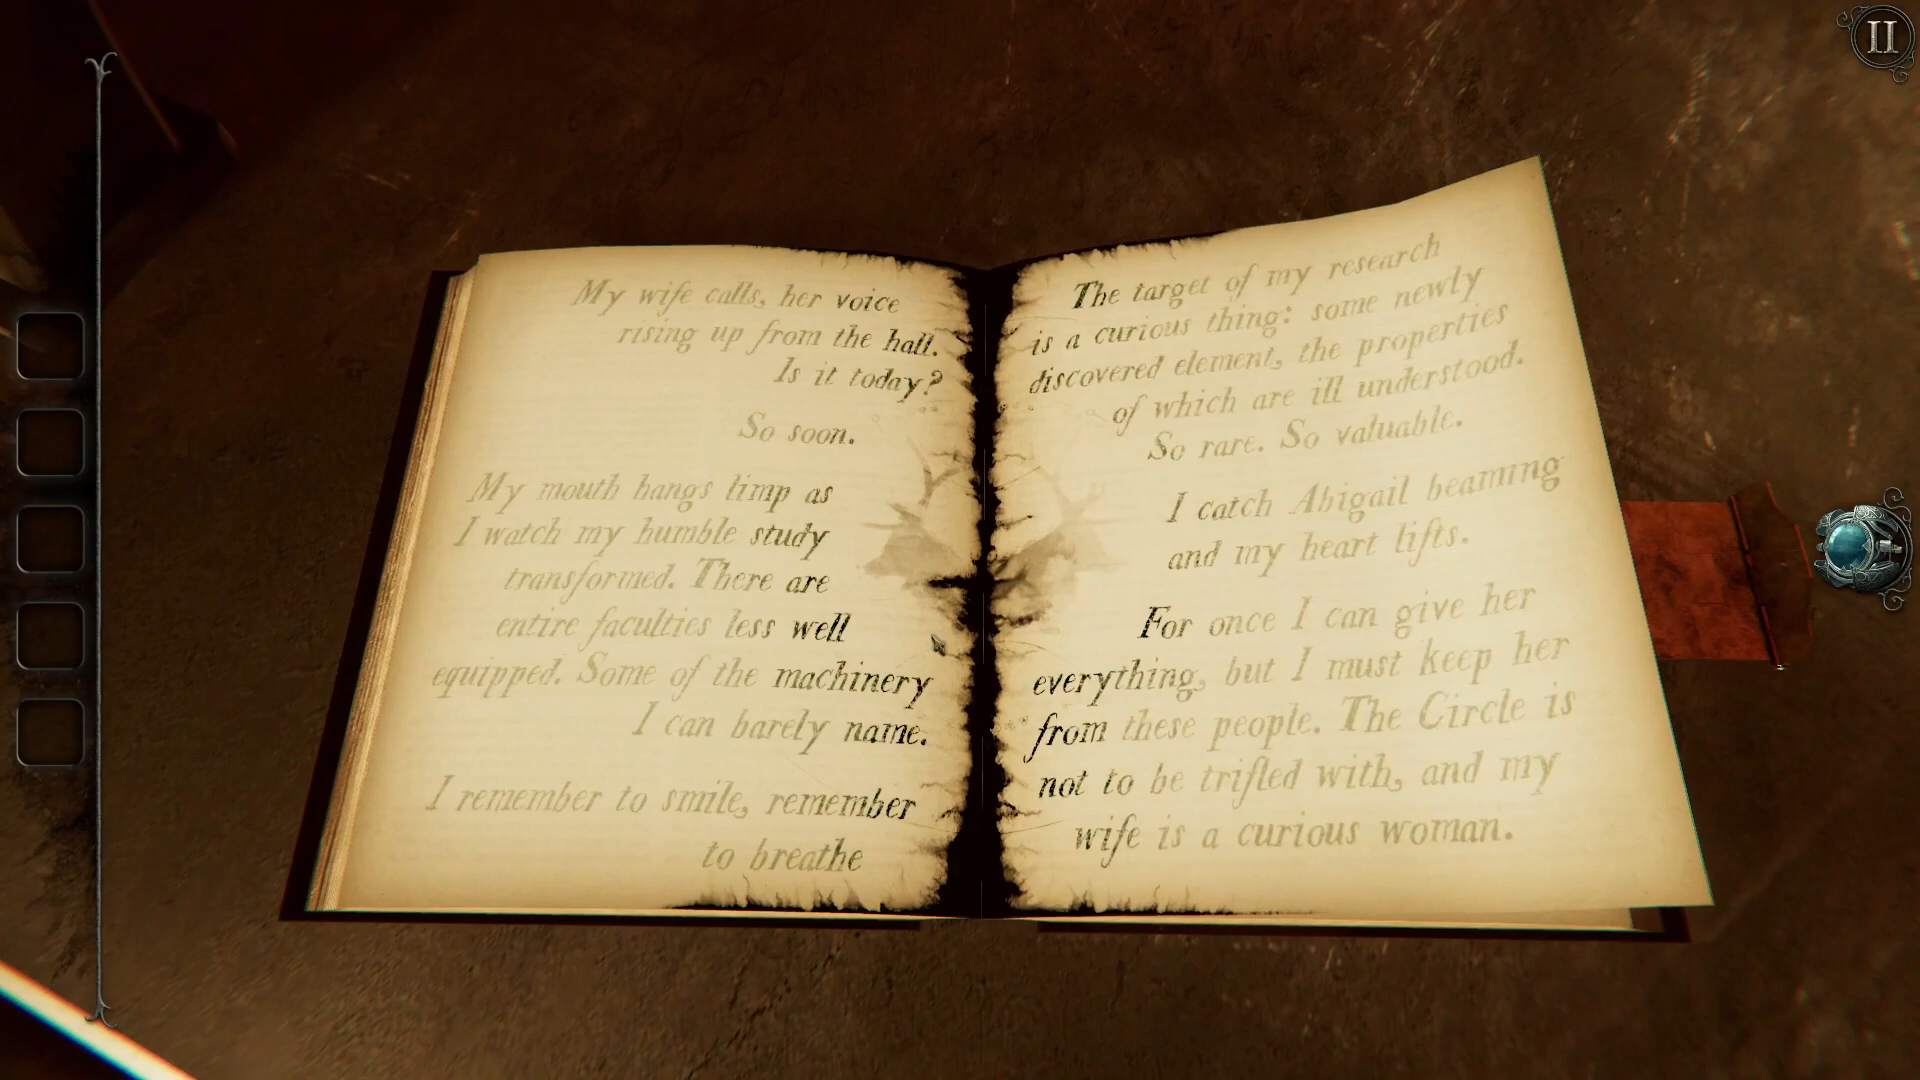 My wife calls, her voice
rising up from the hall.
Is it today?
So soon.
My mouth hangs limp as
I watch my humble study
transformed. There are
entire faculties less well
equipped. Some of the machinery
I can barely name.
I remember to smile, remember
to breathe
The target of my research
is a curious thing: some newly
discovered element, the properties
of which are ill understood.
So rare. So valuable.
I catch Abigail beaming
and my heart lifts.
For once I can give her
everything, but I must keep her
from these people. The Circle is
not to be trifled with, and my
wife is a curious woman.
II